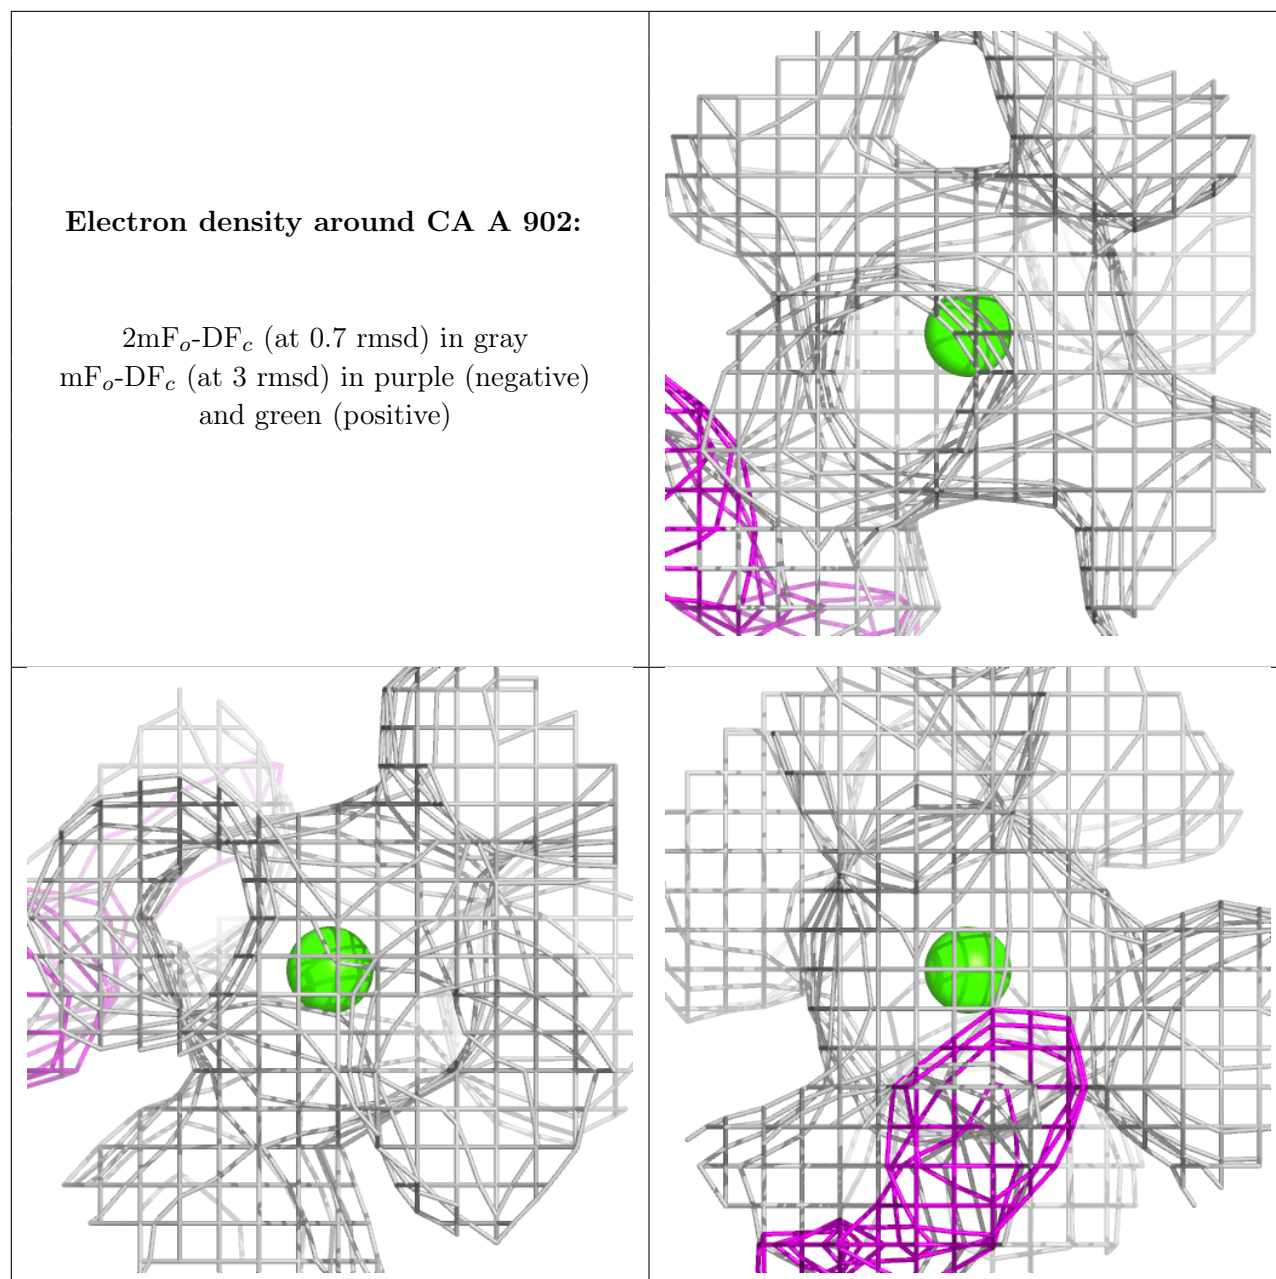 Electron density around CA A 902:
2mFo-DFc (at 0.7 rmsd) in gray
mFo-DFc (at 3 rmsd) in purple (negative)
and green (positive)